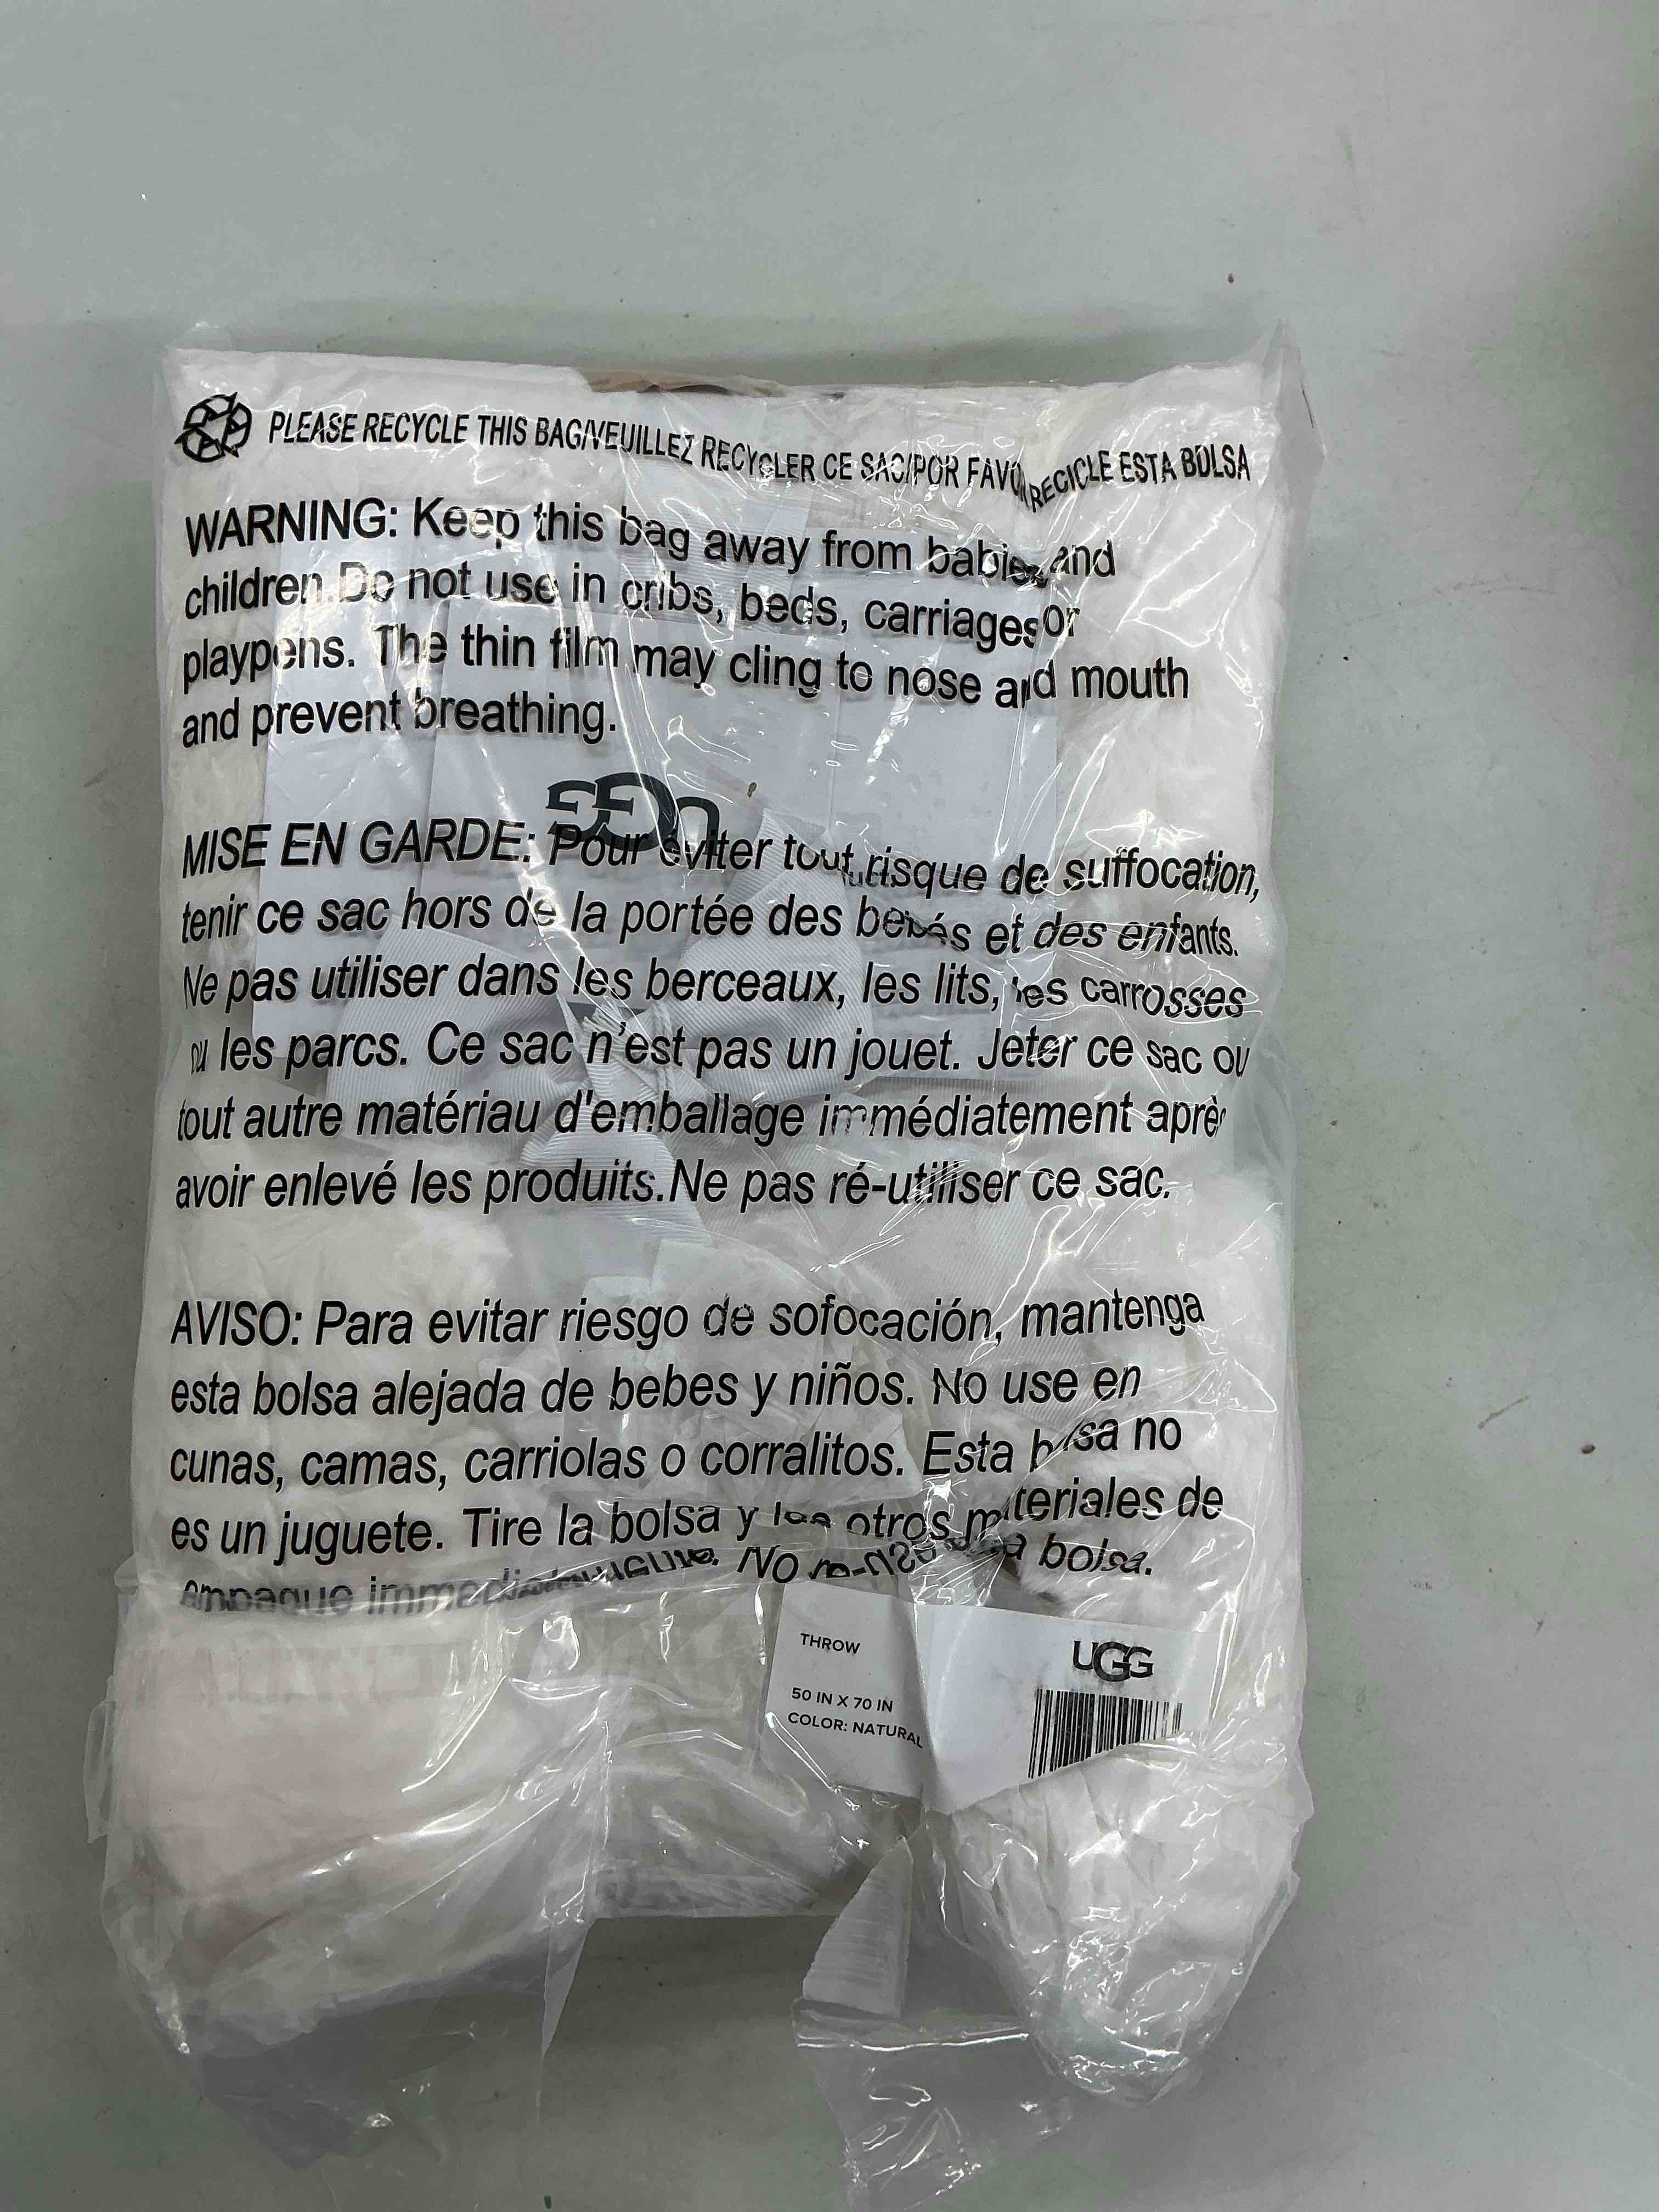 PLEASE RECYCLE THIS BAG/VEUILLEZ RECYCLER CE SAC/POR FAVOR RECICLE ESTA BOLSA
WARNING: Keep this bag away from babies and
children. Do not use in cribs, beds, carriages or
playpens. The thin film may cling to nose and mouth
and prevent breathing.
UGG
MISE EN GARDE: Pour éviter tout risque de suffocation,
tenir ce sac hors de la portée des bebés et des enfants.
Ne pas utiliser dans les berceaux, les lits, les carrosses
ou les parcs. Ce sac n'est pas un jouet. Jeter ce sac ou
tout autre matériau d'emballage immédiatement après
avoir enlevé les produits. Ne pas ré-utiliser ce sac.
AVISO: Para evitar riesgo de sofocación, mantenga
esta bolsa alejada de bebes y niños. No use en
cunas, camas, carriolas o corralitos. Esta bolsa no
es un juguete. Tire la bolsa y los otros materiales de
empaque immediatamente. No re-use la bolsa.
THROW
50 IN X 70 IN
COLOR: NATURAL
UGG